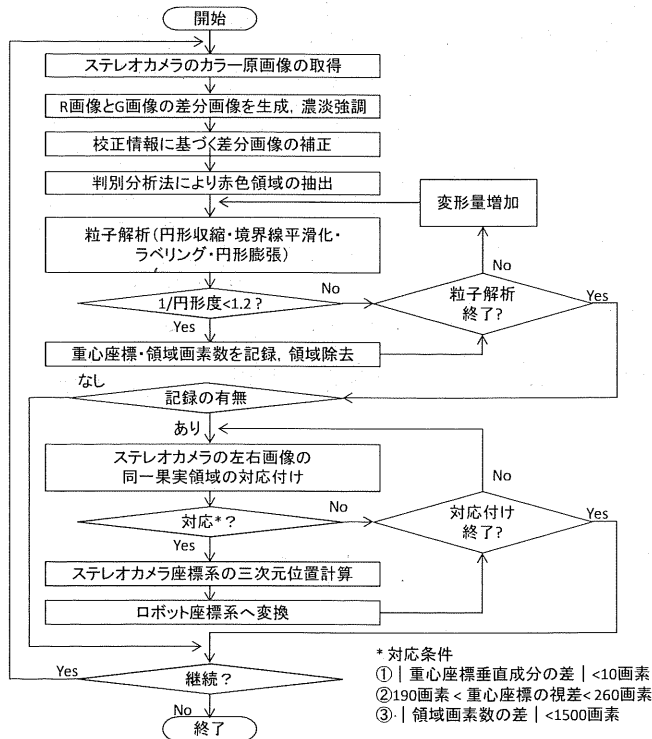 開始
ステレオカメラのカラー原画像の取得
R画像とG画像の差分画像を生成，濃淡強調
校正情報に基づく差分画像の補正
判別分析法により赤色領域の抽出
変形量増加
粒子解析(円形収縮・境界線平滑化・
ラベリング・円形膨張)
No
1/円形度<1.2？
No
粒子解析
終了?
Yes
Yes
重心座標・領域画素数を記録，領域除去
なし
記録の有無
あり
ステレオカメラの左右画像の
同一果実領域の対応付け
No
対応*？
No
対応付け
終了?
Yes
Yes
ステレオカメラ座標系の三次元位置計算
ロボット座標系へ変換
Yes
継続？
No
終了
* 対応条件
①｜重心座標垂直成分の差｜<10画素
②190画素<重心座標の視差<260画素
③｜領域画素数の差｜<1500画素